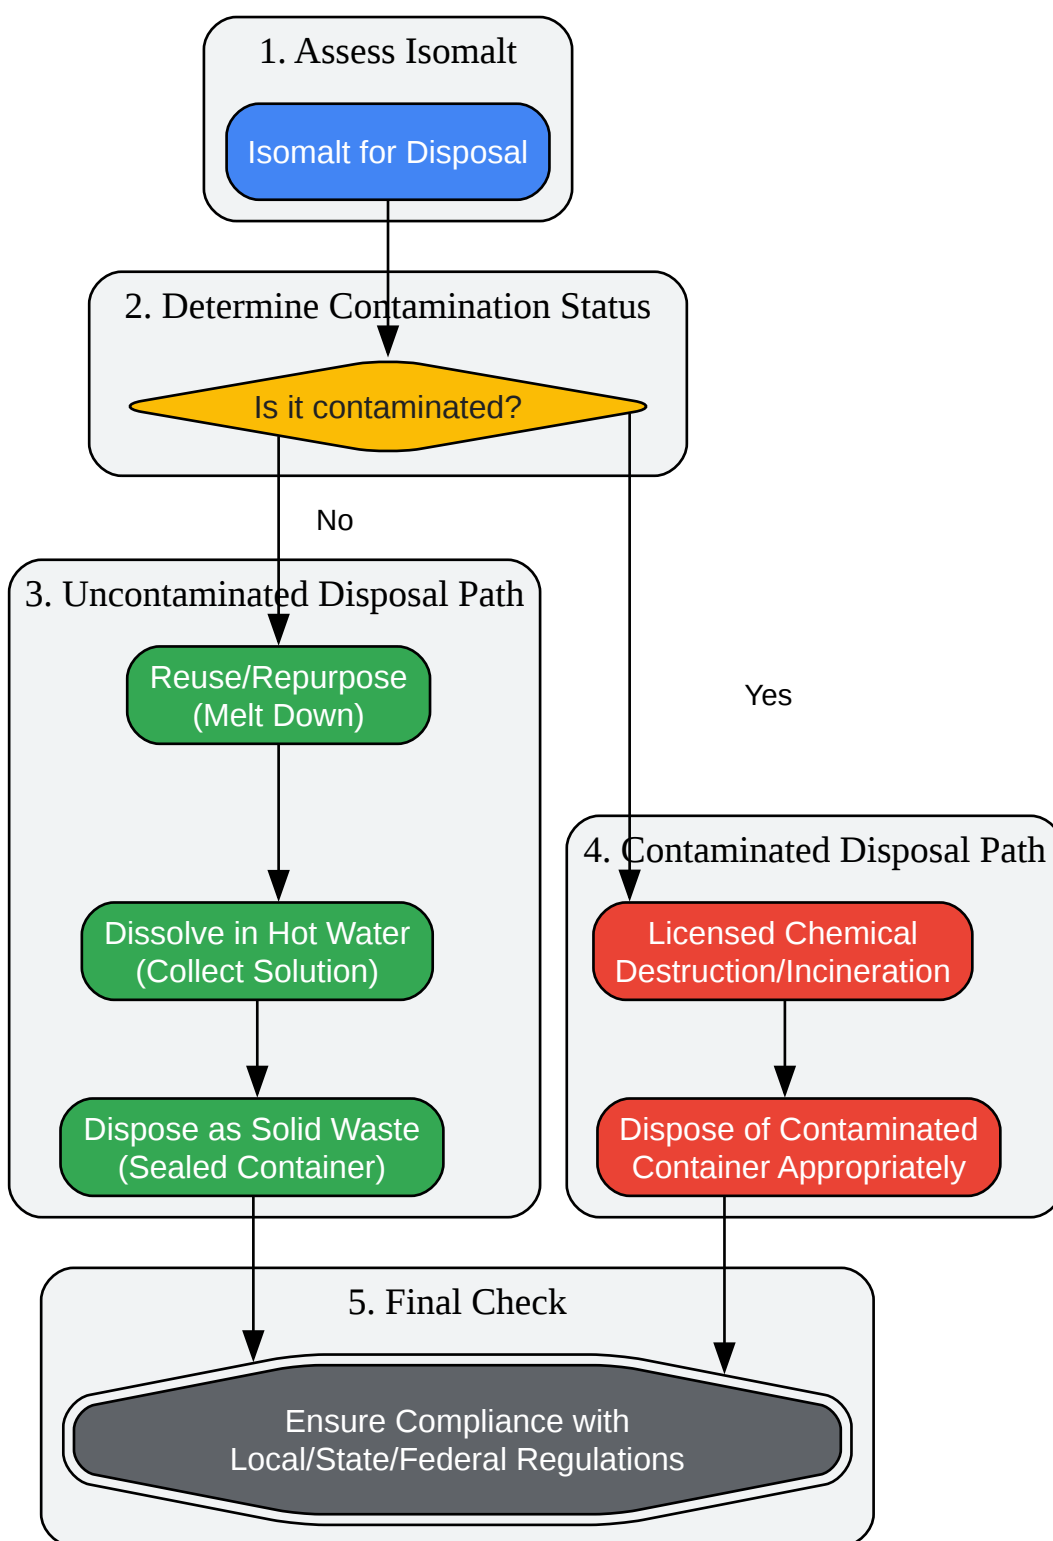 1. Assess Isomalt
Isomalt for Disposal
2. Determine Contamination Status
Is it contaminated?
No
3. Uncontaminated Disposal Path
Reuse/Repurpose
(Melt Down)
Yes
4. Contaminated Disposal Path
Dissolve in Hot Water
(Collect Solution)
Licensed Chemical
Destruction/Incineration
Dispose as Solid Waste
(Sealed Container)
Dispose of Contaminated
Container Appropriately
5. Final Check
Ensure Compliance with
Local/State/Federal Regulations